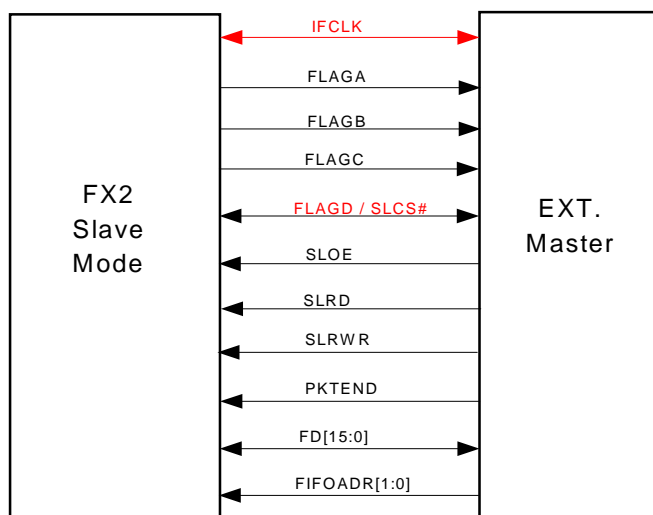 IFCLK
FLAGA
FLAGB
FLAGC
FX2
Slave
Mode
FLAGD / SLCS#
EXT.
Master
SLOE
SLRD
SLRWR
PKTEND
FD[15:0]
FIFOADR[1:0]